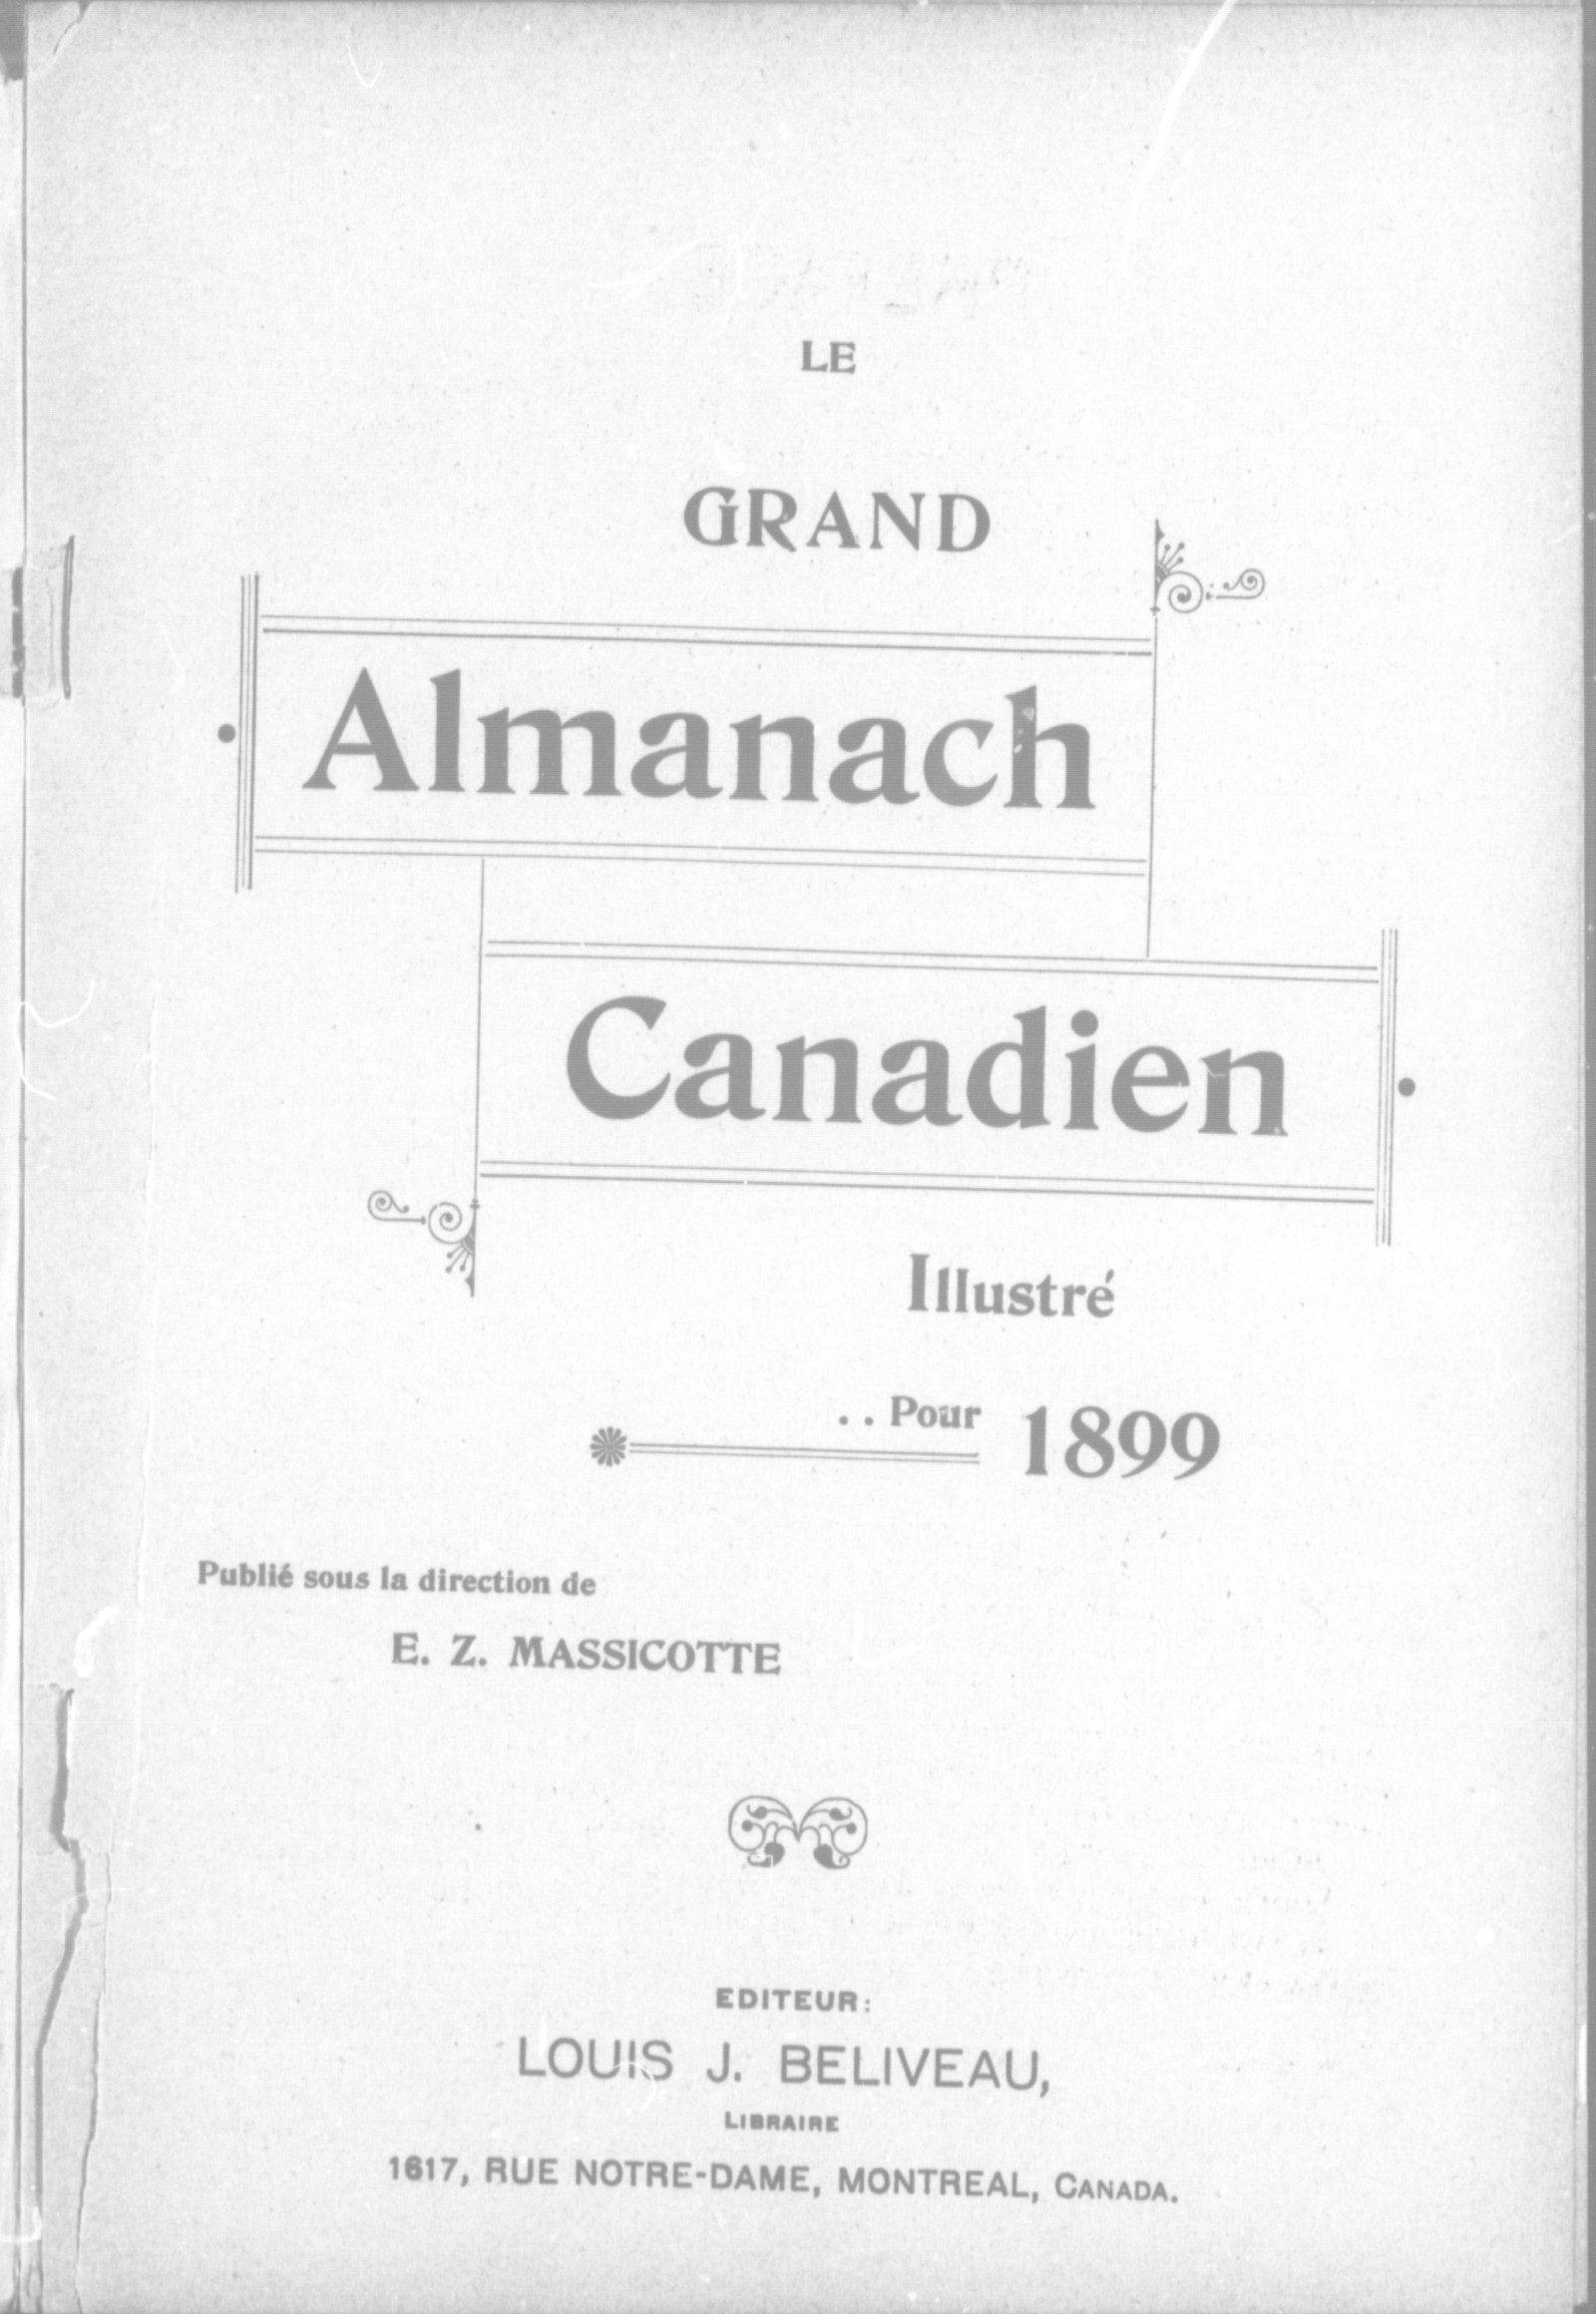 LE
GRAND
Almanach
Canadien
Illustré
.. Pour 1899
Publié sous la direction de
E. Z. MASSICOTTE
EDITEUR:
LOUIS J. BELIVEAU,
LIBRAIRE
1617, RUE NOTRE-DAME, MONTREAL, CANADA.